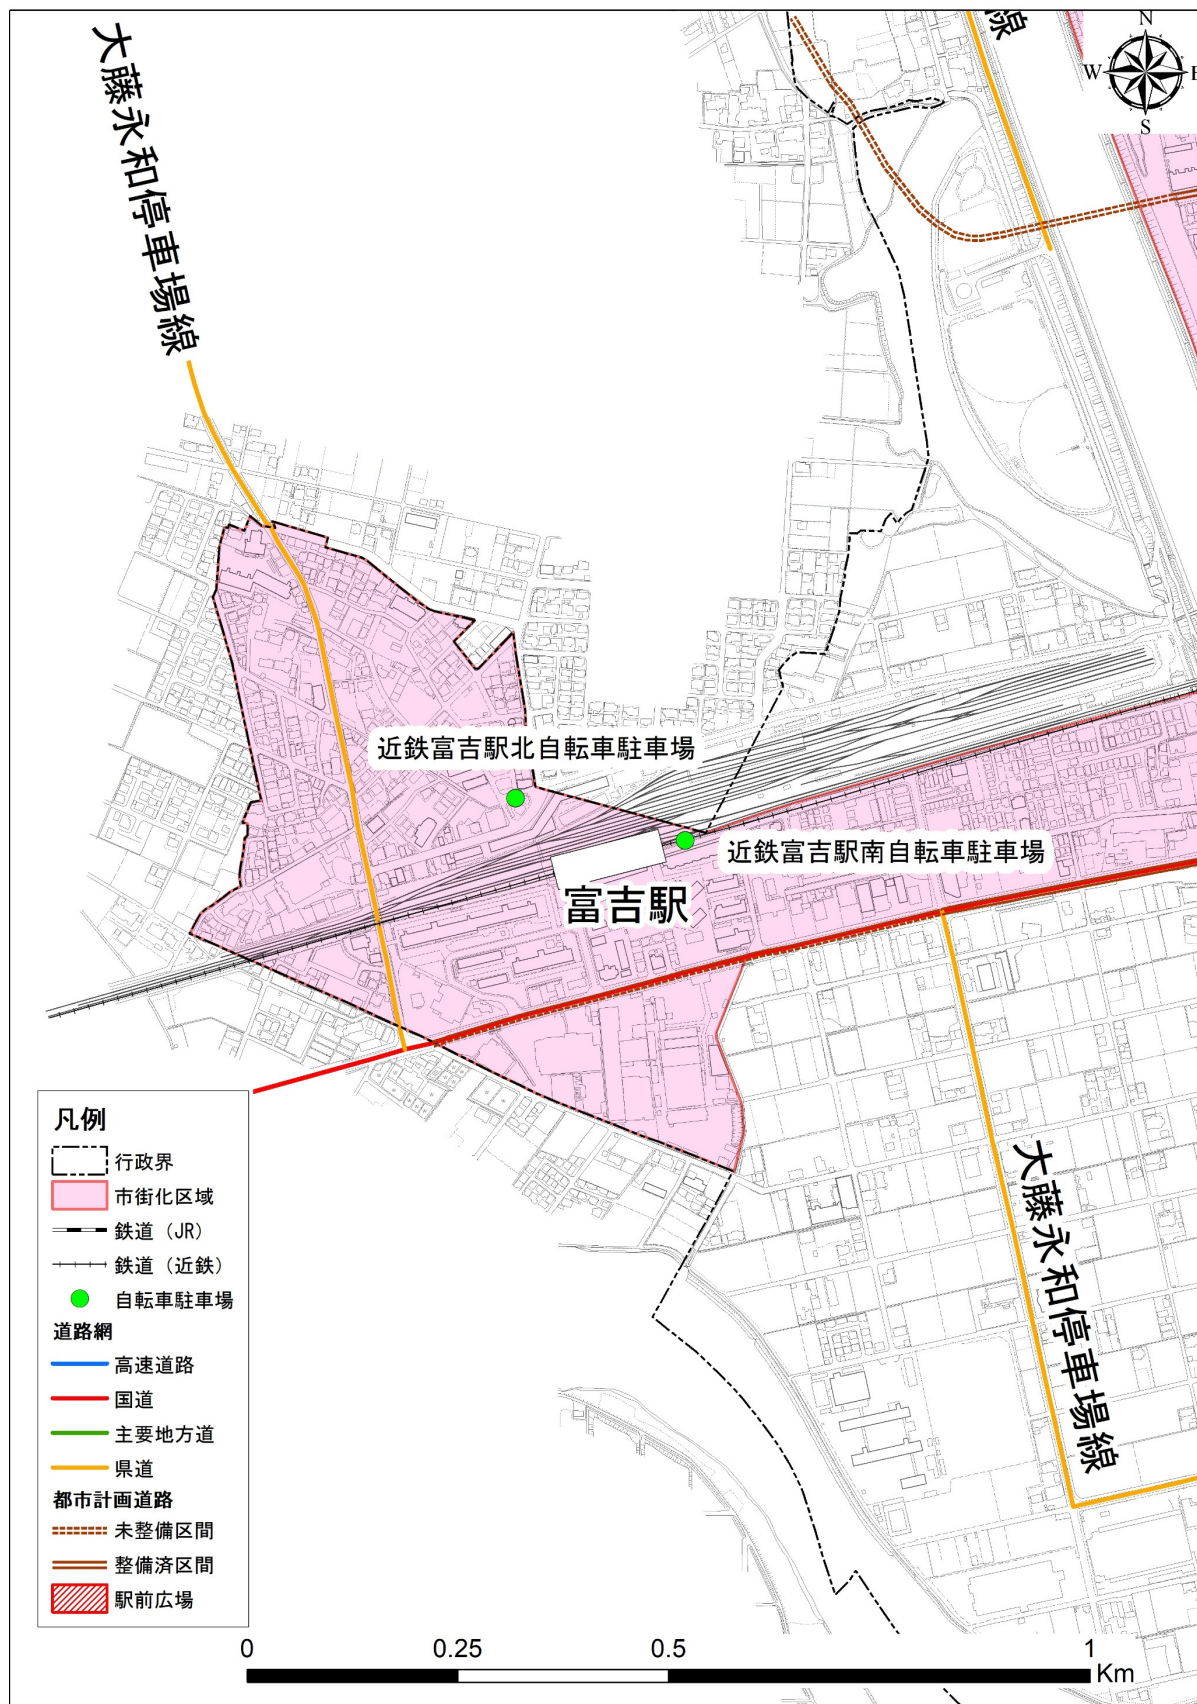 大藤永和停車場線
線
N
W
E
S
近鉄富吉駅北自転車駐車場
近鉄富吉駅南自転車駐車場
富吉駅
大藤永和停車場線
凡例
行政界
市街化区域
鉄道（JR）
鉄道（近鉄）
自転車駐車場
道路網
高速道路
国道
主要地方道
県道
都市計画道路
未整備区間
整備済区間
駅前広場
0 0.25 0.5 1
Km